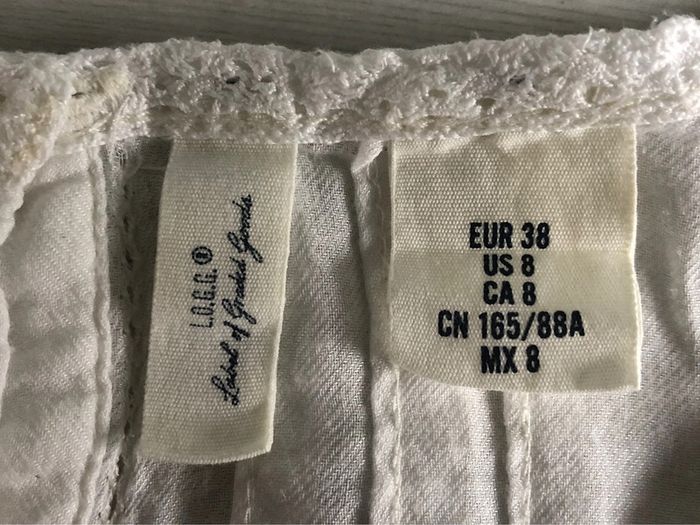 L.O.G.G.®
Label of Graded Goods
EUR 38
US 8
CA 8
CN 165/88A
MX 8